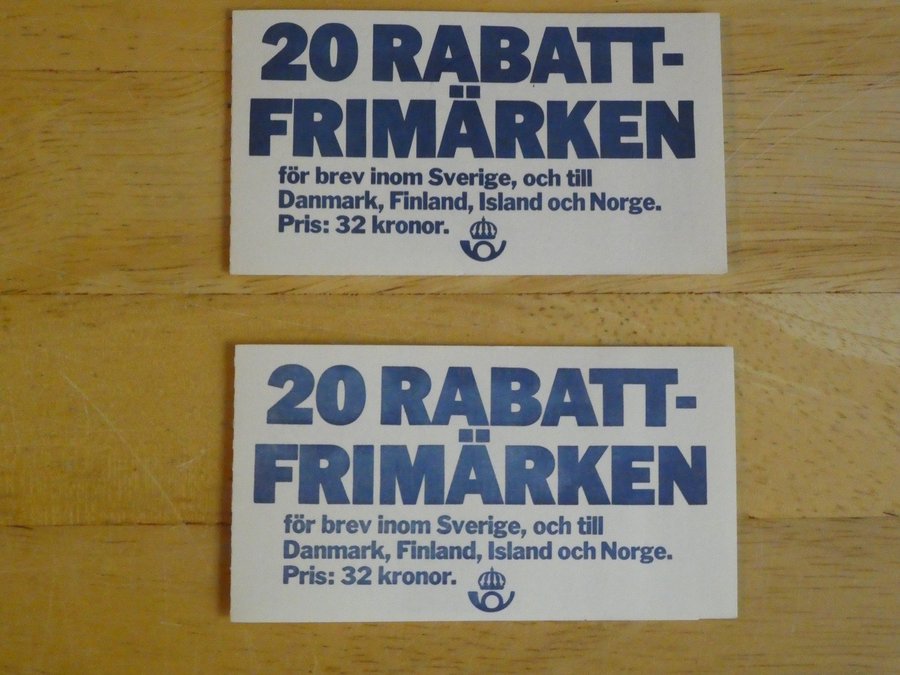 20 RABATT-
FRIMÄRKEN
för brev inom Sverige, och till
Danmark, Finland, Island och Norge.
Pris: 32 kronor.
20 RABATT-
FRIMÄRKEN
för brev inom Sverige, och till
Danmark, Finland, Island och Norge.
Pris: 32 kronor.